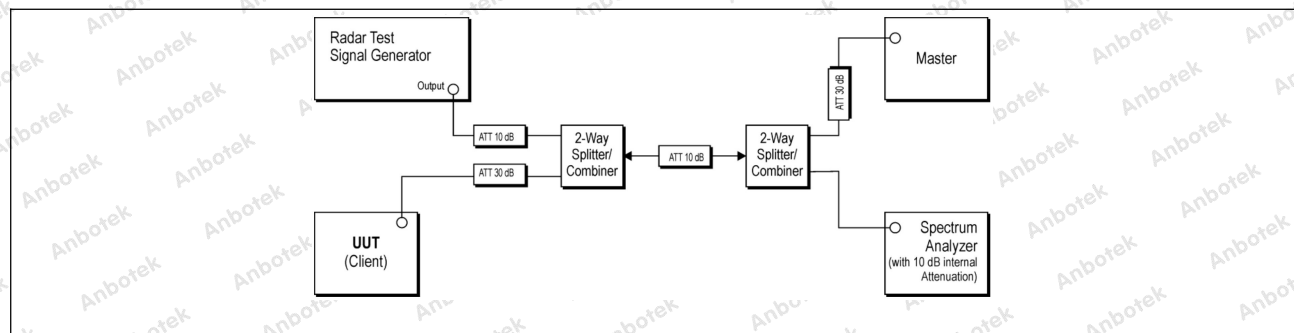 Radar Test
Signal Generator
Output
ATT 10 dB
ATT 30 dB
2-Way
Splitter/
Combiner
ATT 10 dB
2-Way
Splitter/
Combiner
ATT 30 dB
Master
UUT
(Client)
Spectrum
Analyzer
(with 10 dB internal
Attenuation)
Anbotek